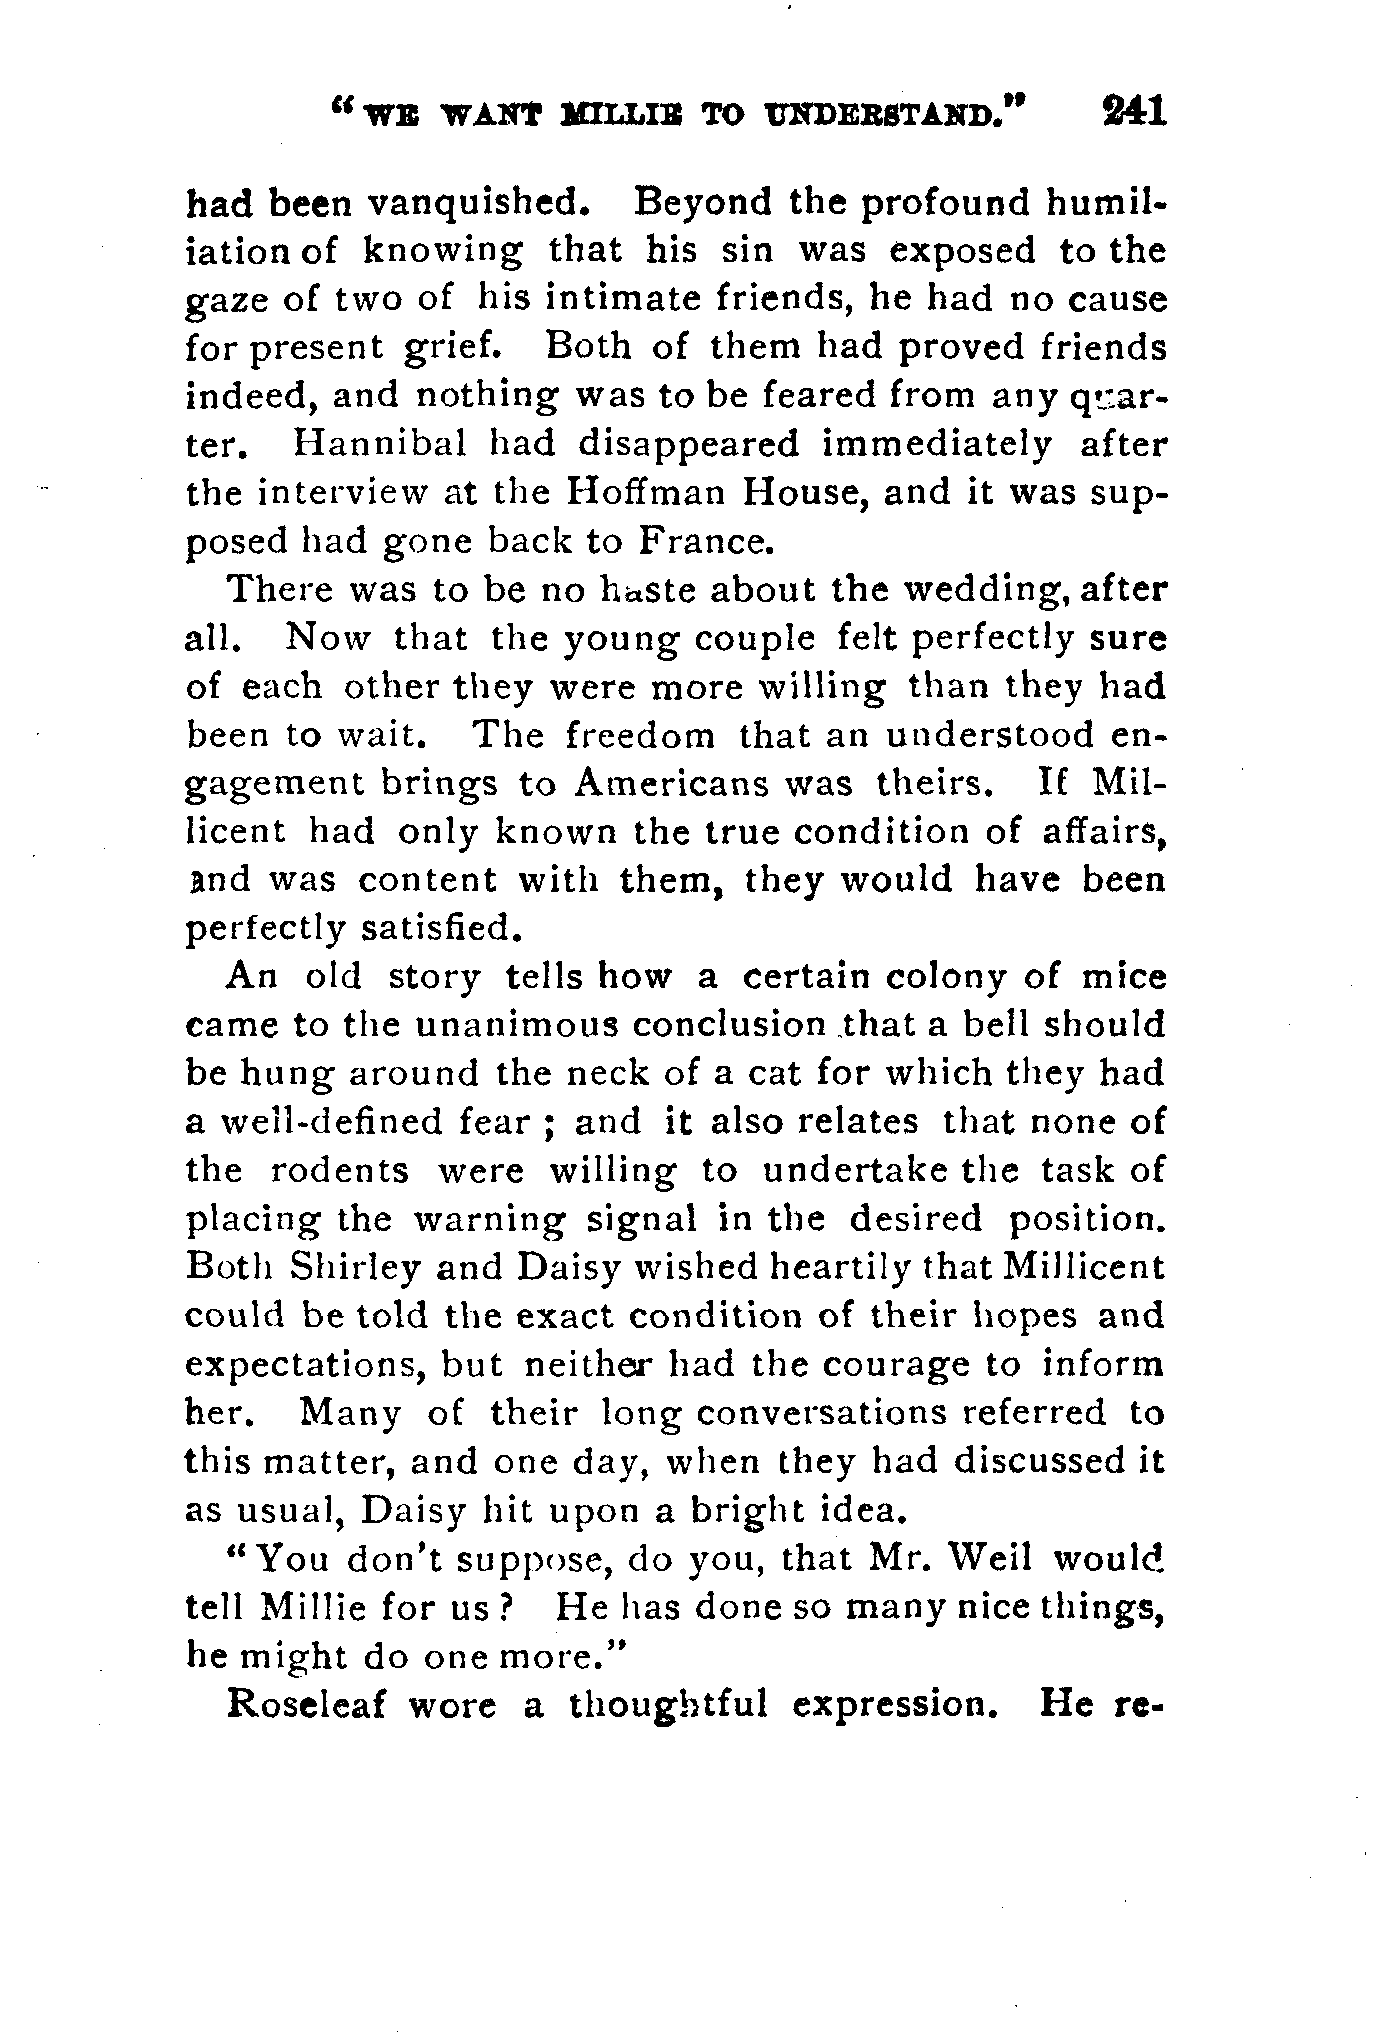 "WE WANT MILLIE TO UNDERSTAND." 241
had been vanquished. Beyond the profound humil-
iation of knowing that his sin was exposed to the
gaze of two of his intimate friends, he had no cause
for present grief. Both of them had proved friends
indeed, and nothing was to be feared from any quar-
ter. Hannibal had disappeared immediately after
the interview at the Hoffman House, and it was sup-
posed had gone back to France.
There was to be no haste about the wedding, after
all. Now that the young couple felt perfectly sure
of each other they were more willing than they had
been to wait. The freedom that an understood en-
gagement brings to Americans was theirs. If Mil-
licent had only known the true condition of affairs,
and was content with them, they would have been
perfectly satisfied.
An old story tells how a certain colony of mice
came to the unanimous conclusion that a bell should
be hung around the neck of a cat for which they had
a well-defined fear ; and it also relates that none of
the rodents were willing to undertake the task of
placing the warning signal in the desired position.
Both Shirley and Daisy wished heartily that Millicent
could be told the exact condition of their hopes and
expectations, but neither had the courage to inform
her. Many of their long conversations referred to
this matter, and one day, when they had discussed it
as usual, Daisy hit upon a bright idea.
"You don't suppose, do you, that Mr. Weil would
tell Millie for us ? He has done so many nice things,
he might do one more."
Roseleaf wore a thoughtful expression. He re-